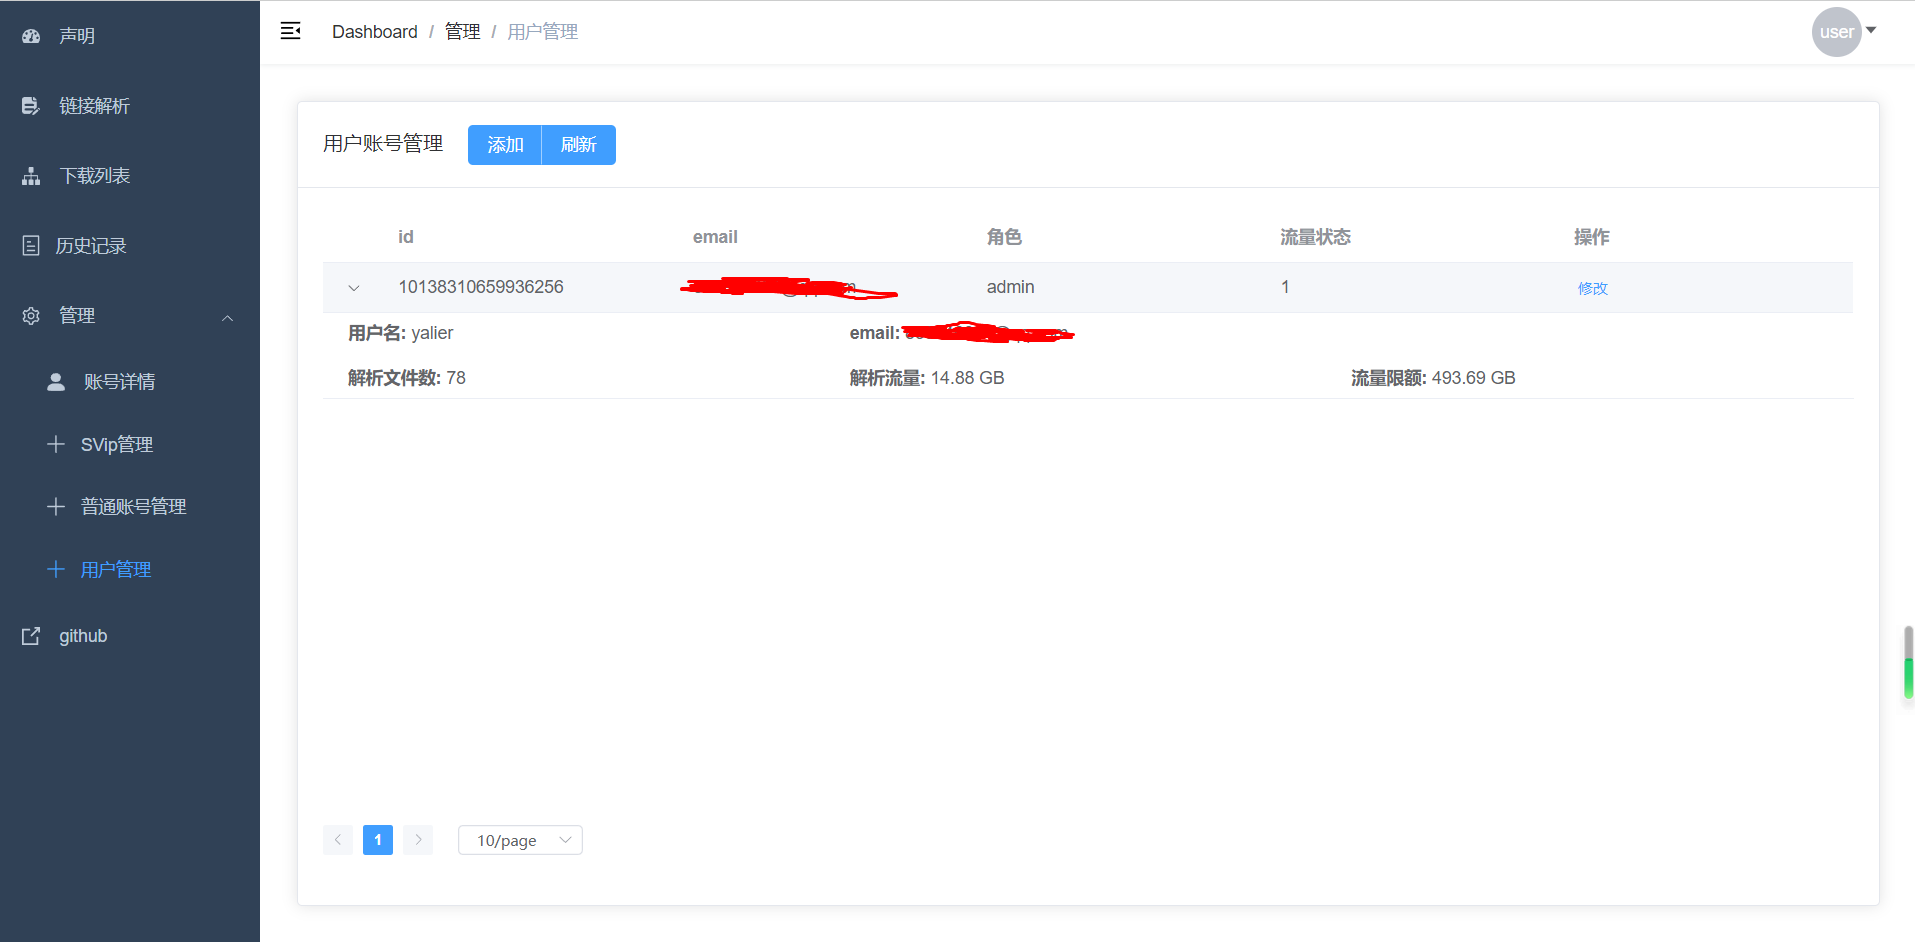 声明
链接解析
下载列表
历史记录
管理
账号详情
SVip管理
普通账号管理
用户管理
github
Dashboard / 管理 / 用户管理
user
用户账号管理 添加 刷新
id email 角色 流量状态 操作
10138310659936256 admin 1 修改
用户名: yalier email:
解析文件数: 78 解析流量: 14.88 GB 流量限额: 493.69 GB
1 10/page